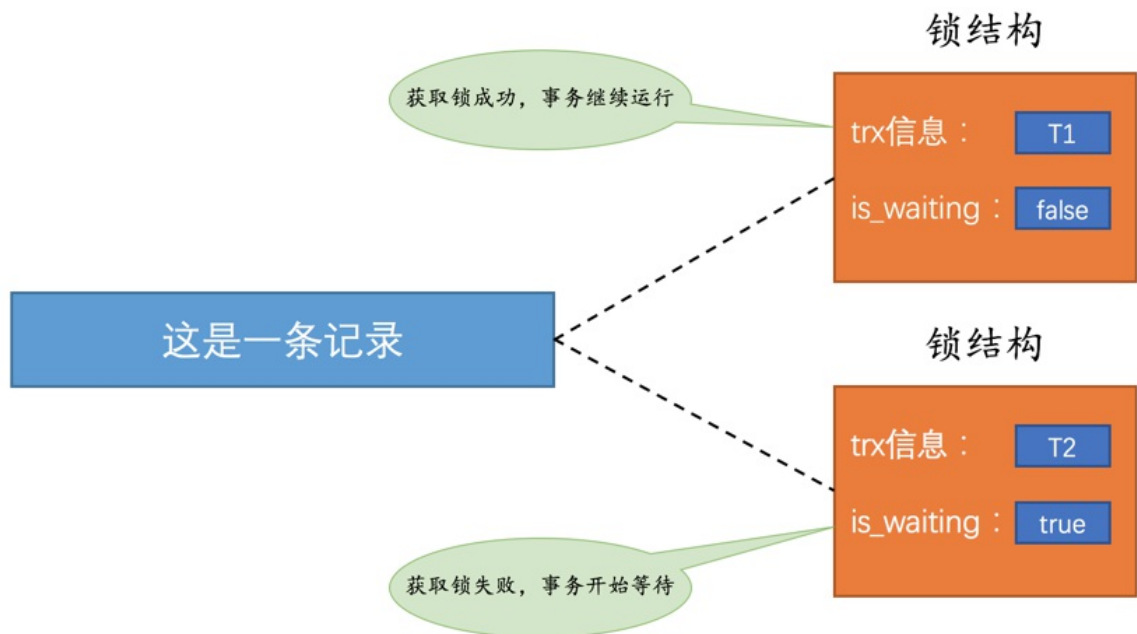 锁结构
获取锁成功，事务继续运行
trx信息： T1
is_waiting： false
这是一条记录
锁结构
trx信息： T2
is_waiting： true
获取锁失败，事务开始等待